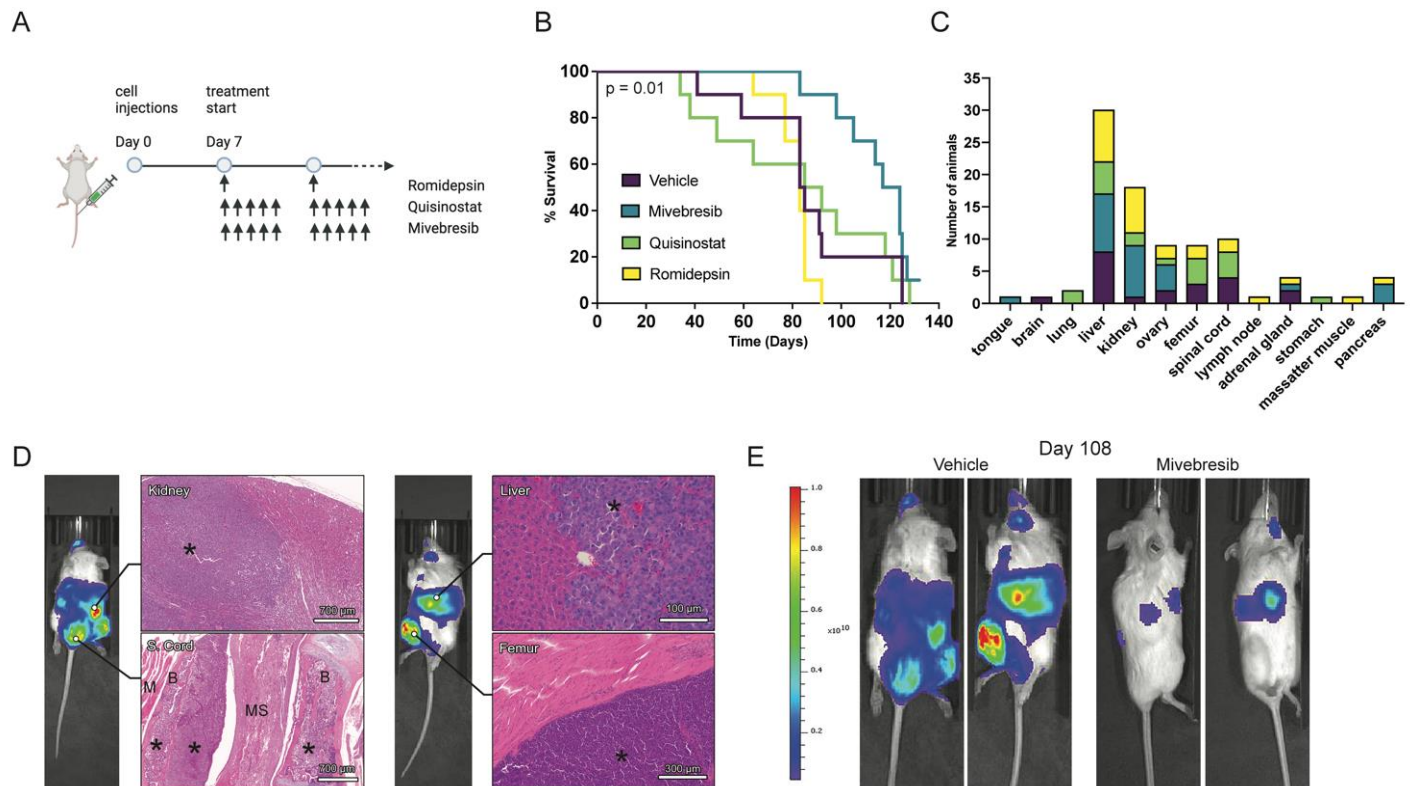 A
cell
injections
treatment
start
Day 0
Day 7
Romidepsin
Quisinostat
Mivebresib
B
p = 0.01
% Survival
100
80
60
40
20
0
Vehicle
Mivebresib
Quisinostat
Romidepsin
0 20 40 60 80 100 120 140
Time (Days)
C
Number of animals
35
30
25
20
15
10
5
0
tongue
brain
lung
liver
kidney
ovary
femur
spinal cord
lymph node
adrenal gland
stomach
massatter muscle
pancreas
D
Kidney
*
700 µm
S. Cord
M
B
MS
B
* * *
700 µm
Liver
*
100 µm
Femur
*
300 µm
E
Day 108
Vehicle
Mivebresib
1.0
0.8
0.6
x10¹⁰
0.4
0.2